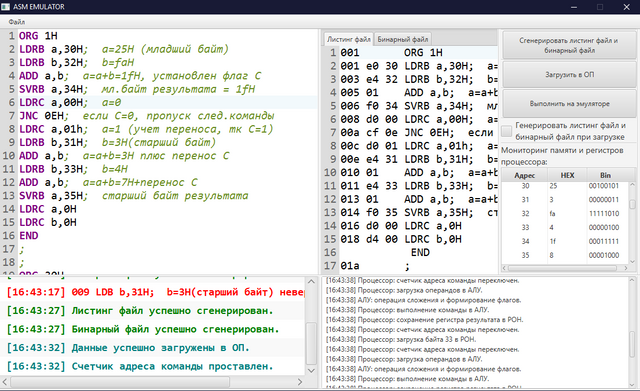 ASM EMULATOR
Файл
1 ORG 1H
2 LDRB a,30H; a=25H (младший байт)
3 LDRB b,32H; b=faH
4 ADD a,b; a=a+b=1fH, установлен флаг C
5 SVRB a,34H; мл.байт результата = 1fH
6 LDRC a,00H; a=0
7 JNC 0EH; если C=0, пропуск след.команды
8 LDRC a,01h; a=1 (учет переноса, тк C=1)
9 LDRB b,31H; b=3H(старший байт)
10 ADD a,b; a=a+b=3H плюс перенос C
11 LDRB b,33H; b=4H
12 ADD a,b; a=a+b=7H+перенос C
13 SVRB a,35H; старший байт результата
14 LDRC a,0H
15 LDRC b,0H
16 END
17 ;
18 ;
19 ORG 30H
Листинг файл
Бинарный файл
1 001 ORG 1H
2 001 e0 30 LDRB a,30H; a=
3 003 e4 32 LDRB b,32H; b=
4 005 01 ADD a,b; a=a+b
5 006 f0 34 SVRB a,34H; мл
6 008 d0 00 LDRC a,00H; a=
7 00a cf 0e JNC 0EH; если
8 00c d0 01 LDRC a,01h; a=
9 00e e4 31 LDRB b,31H; b=
10 010 01 ADD a,b; a=a+b
11 011 e4 33 LDRB b,33H; b=
12 013 01 ADD a,b; a=a+b
13 014 f0 35 SVRB a,35H; ст
14 016 d0 00 LDRC a,0H
15 018 d4 00 LDRC b,0H
16 END
17 01a ;
Сгенерировать листинг файл и
бинарный файл
Загрузить в ОП
Выполнить на эмуляторе
Генерировать листинг файл и
бинарный файл при загрузке
Мониторинг памяти и регистров
процессора:
Адрес HEX Bin
30 25 00100101
31 3 00000011
32 fa 11111010
33 4 00000100
34 1f 00011111
35 8 00001000
[16:43:17] 009 LDB b,31H; b=3H(старший байт) невер
[16:43:27] Листинг файл успешно сгенерирован.
[16:43:27] Бинарный файл успешно сгенерирован.
[16:43:32] Данные успешно загружены в ОП.
[16:43:32] Счетчик адреса команды проставлен.
[16:43:38] Процессор: счетчик адреса команды переключен.
[16:43:38] Процессор: загрузка операндов в АЛУ.
[16:43:38] АЛУ: операция сложения и формирование флагов.
[16:43:38] Процессор: выполнение команды в АЛУ.
[16:43:38] Процессор: сохранение регистра результата в РОН.
[16:43:38] Процессор: счетчик адреса команды переключен.
[16:43:38] Процессор: загрузка байта 33 в РОН.
[16:43:38] Процессор: счетчик адреса команды переключен.
[16:43:38] Процессор: загрузка операндов в АЛУ.
[16:43:38] АЛУ: операция сложения и формирование флагов.
[16:43:38] Процессор: выполнение команды в АЛУ.